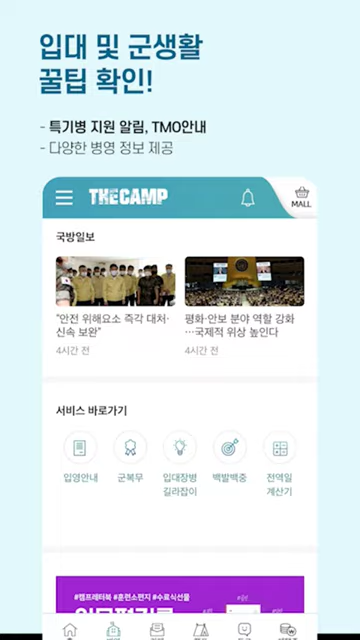 입대 및 군생활
꿀팁 확인!
- 특기병 지원 알림, TMO안내
- 다양한 병영 정보 제공
THE CAMP
MALL
국방일보
“안전 위해요소 즉각 대처·
신속 보완”
4시간 전
평화·안보 분야 역할 강화
…국제적 위상 높인다
4시간 전
서비스 바로가기
입영안내
군복무
입대장병
길라잡이
백발백중
전역일
계산기
#캠프레터북 #훈련소편지 #수료식선물